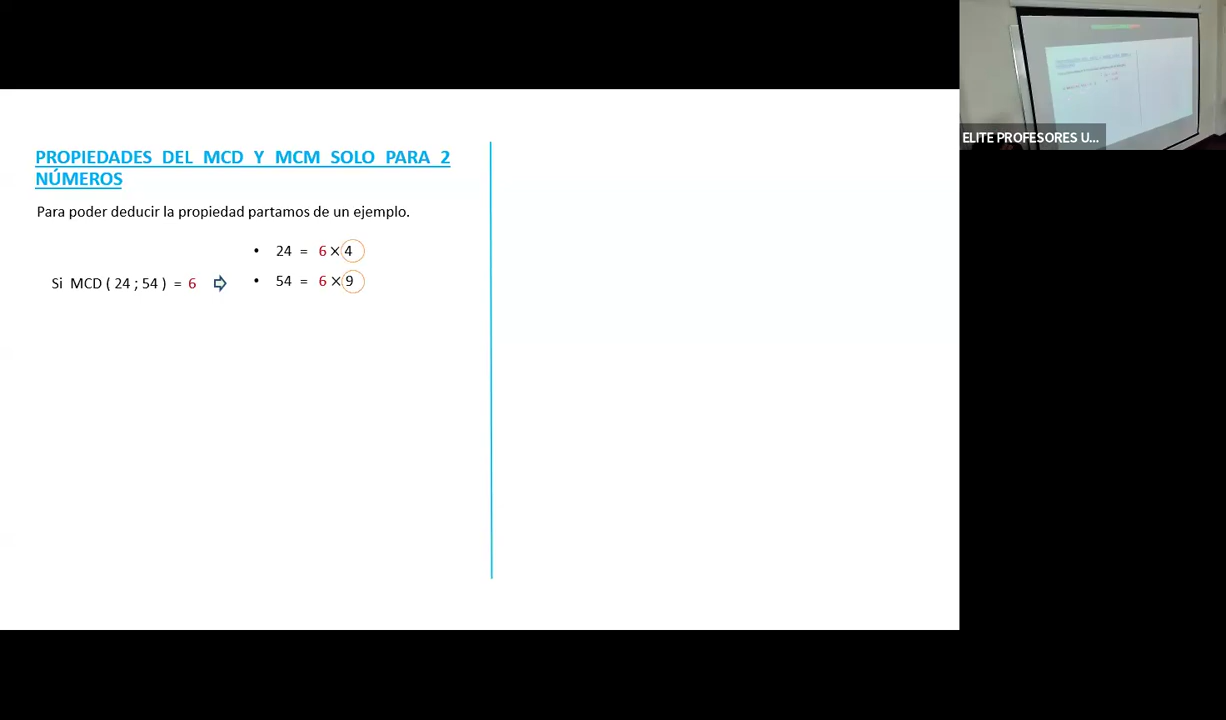 PROPIEDADES DEL MCD Y MCM SOLO PARA 2
NÚMEROS
Para poder deducir la propiedad partamos de un ejemplo.
• 24 = 6 × 4
Si MCD ( 24 ; 54 ) = 6 ⇨ • 54 = 6 × 9
ELITE PROFESORES U...